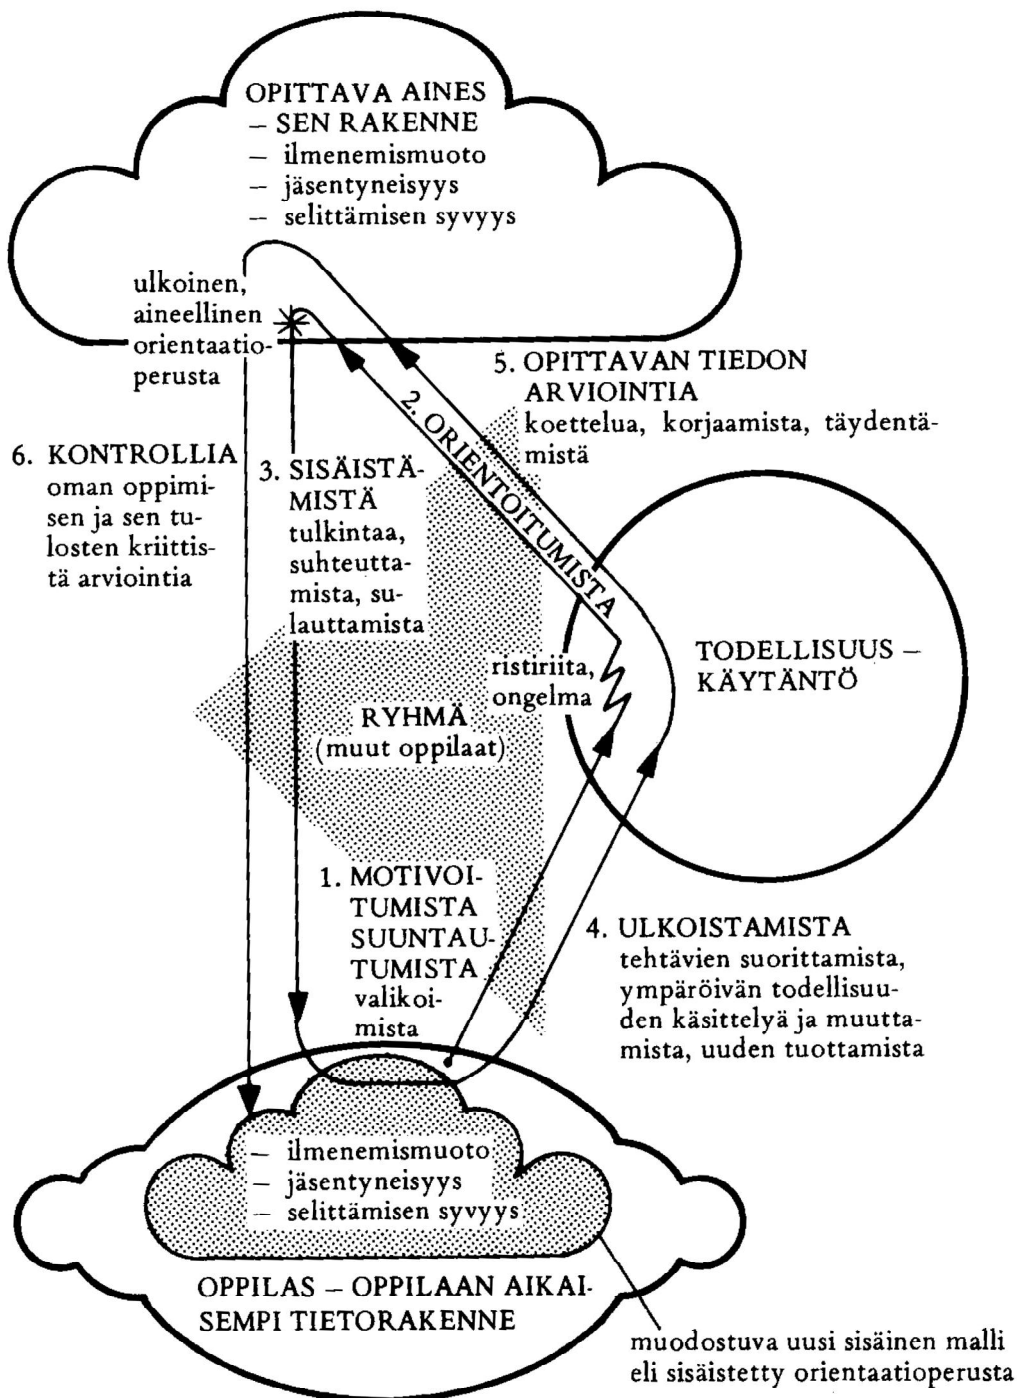 OPITTAVA AINES
– SEN RAKENNE
– ilmenemismuoto
– jäsentyneisyys
– selittämisen syvyys
ulkoinen,
aineellinen
orientaatio-
perusta
5. OPITTAVAN TIEDON
ARVIOINTIA
koettelua, korjaamista, täydentä-
mistä
2. ORIENTOITUMISTA
6. KONTROLLIA
oman oppimi-
sen ja sen tu-
losten kriittis-
tä arviointia
3. SISÄISTÄ-
MISTÄ
tulkintaa,
suhteutta-
mista, su-
lauttamista
ristiriita,
ongelma
TODELLISUUS –
KÄYTÄNTÖ
RYHMÄ
(muut oppilaat)
1. MOTIVOI-
TUMISTA
SUUNTAU-
TUMISTA
valikoi-
mista
4. ULKOISTAMISTA
tehtävien suorittamista,
ympäröivän todellisuu-
den käsittelyä ja muutta-
mista, uuden tuottamista
– ilmenemismuoto
– jäsentyneisyys
– selittämisen syvyys
OPPILAS – OPPILAAN AIKAI-
SEMPI TIETORAKENNE
muodostuva uusi sisäinen malli
eli sisäistetty orientaatioperusta